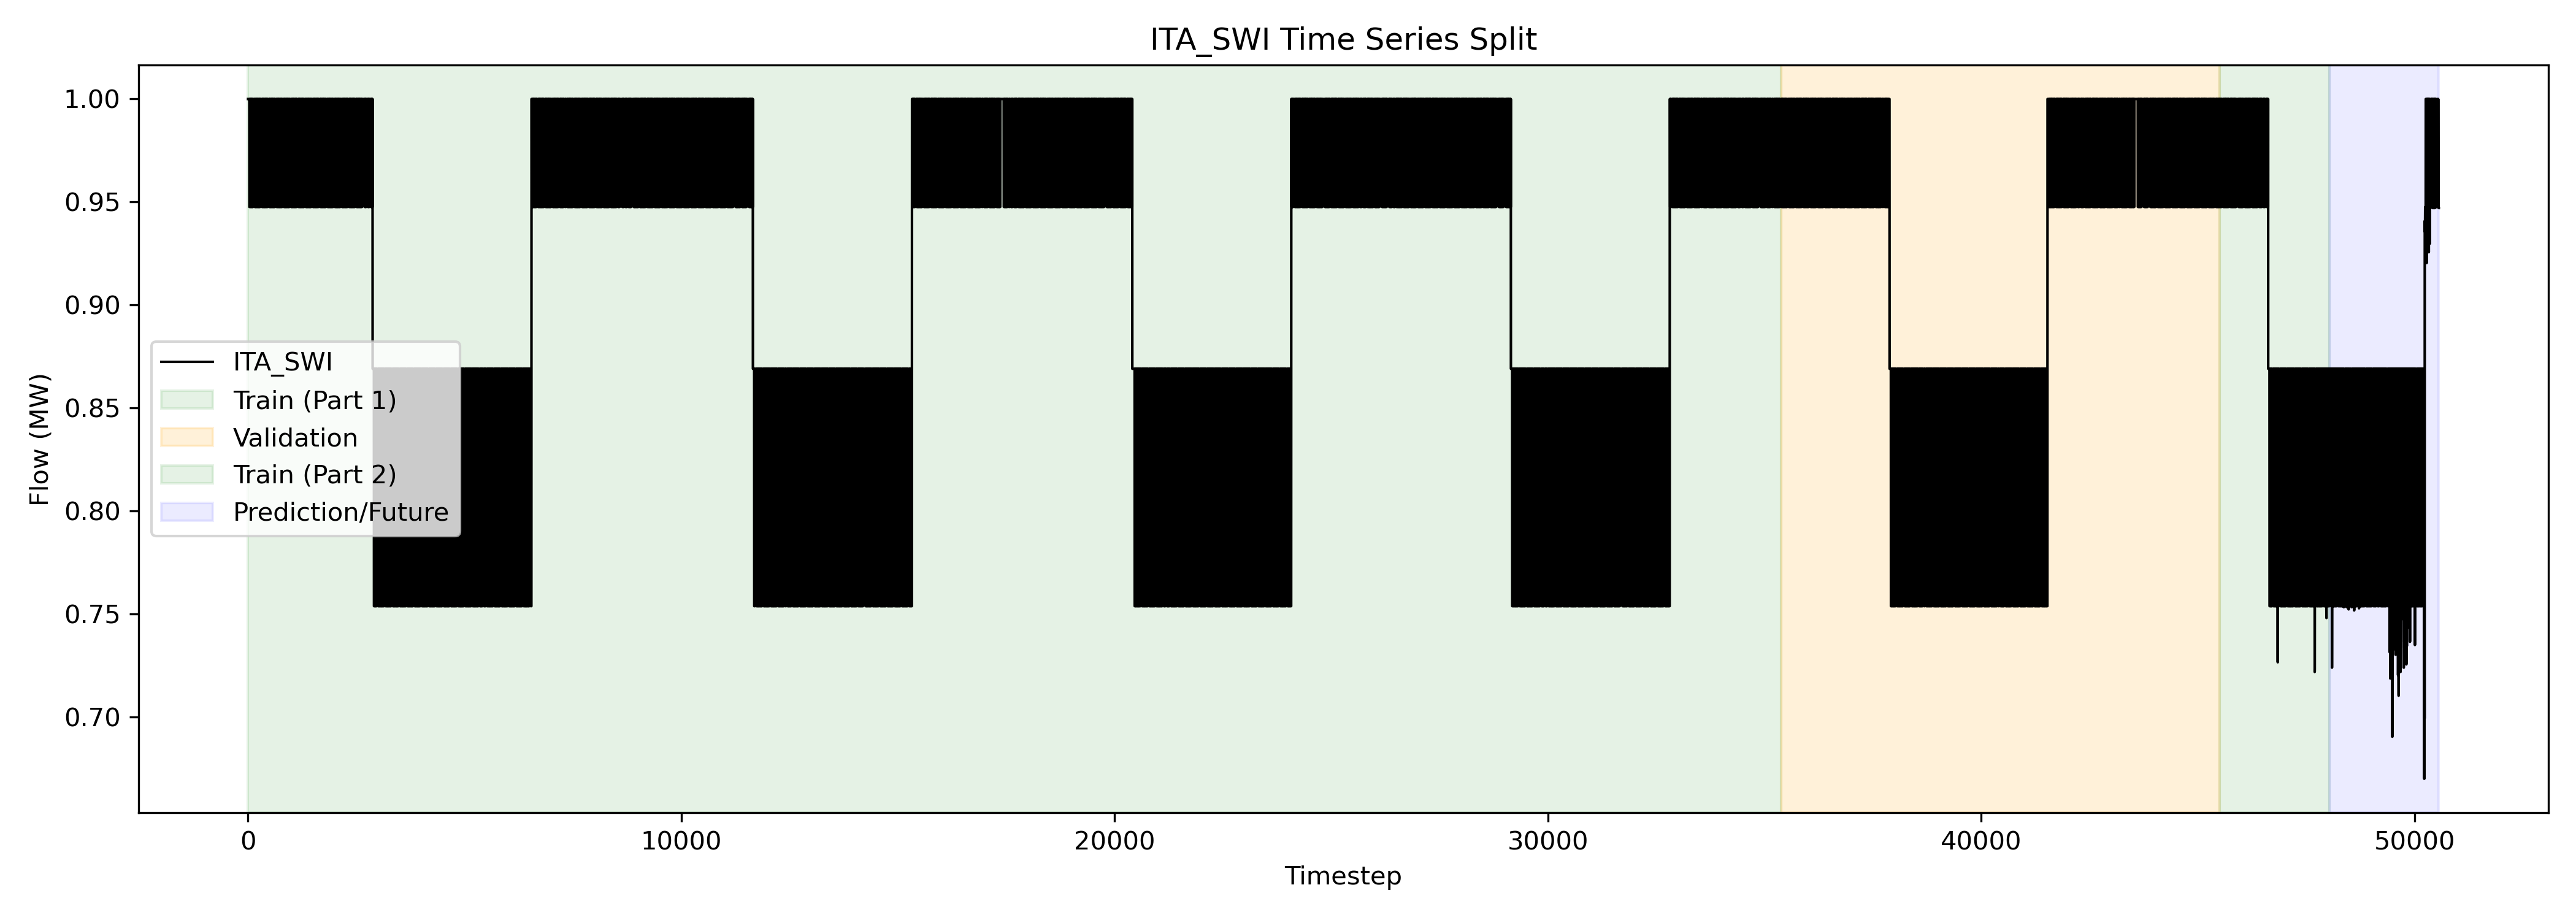 ITA_SWI Time Series Split
1.00
0.95
0.90
0.85
0.80
0.75
0.70
Flow (MW)
ITA_SWI
Train (Part 1)
Validation
Train (Part 2)
Prediction/Future
0
10000
20000
30000
40000
50000
Timestep